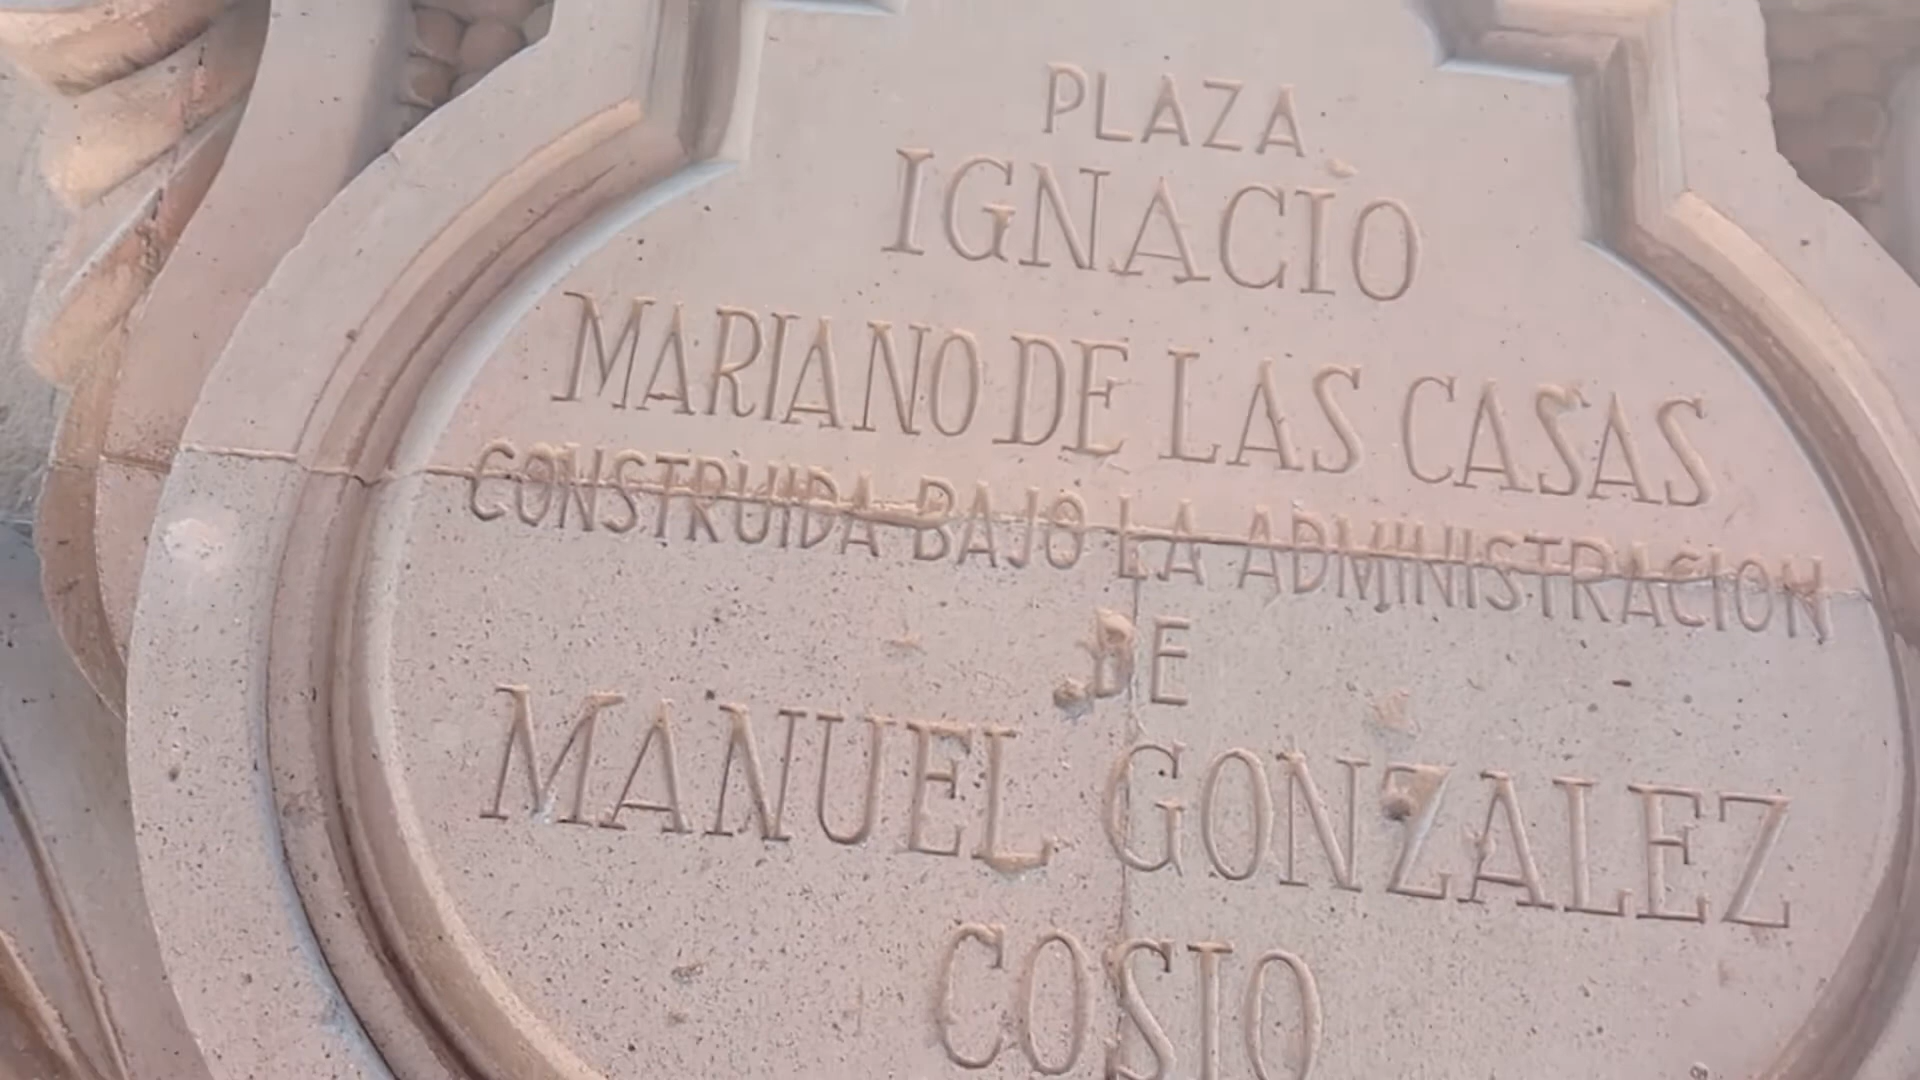 PLAZA
IGNACIO
MARIANO DE LAS CASAS
CONSTRUIDA BAJO LA ADMINISTRACION
DE
MANUEL GONZALEZ
COSIO